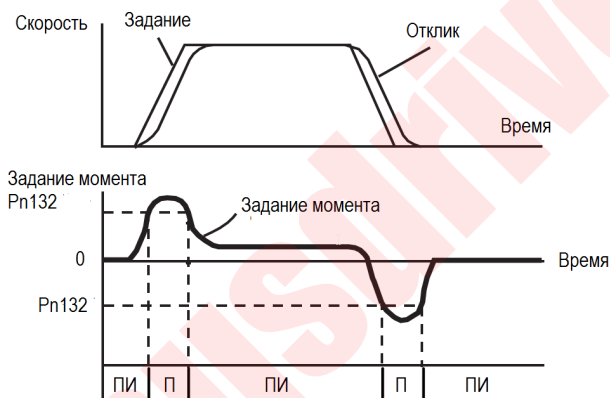 Скорость
Задание
Отклик
Время
Задание момента
Pn132
Задание момента
0
Время
Pn132
ПИ П ПИ П ПИ